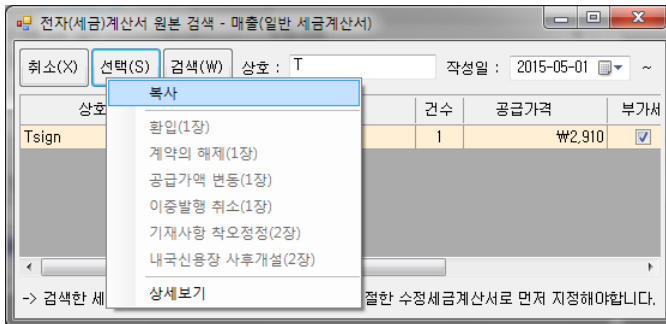 전자(세금)계산서 원본 검색 - 매출(일반 세금계산서)
취소(X) 선택(S) 검색(W) 상호 : T 작성일 : 2015-05-01 ~
복사
상호 건수 공급가격 부가세
환입(1장)
Tsign 1 ₩2,910
계약의 해제(1장)
공급가액 변동(1장)
이중발행 취소(1장)
기재사항 착오정정(2장)
내국신용장 사후개설(2장)
상세보기
-> 검색한 세 절한 수정세금계산서로 먼저 지정해야합니다.